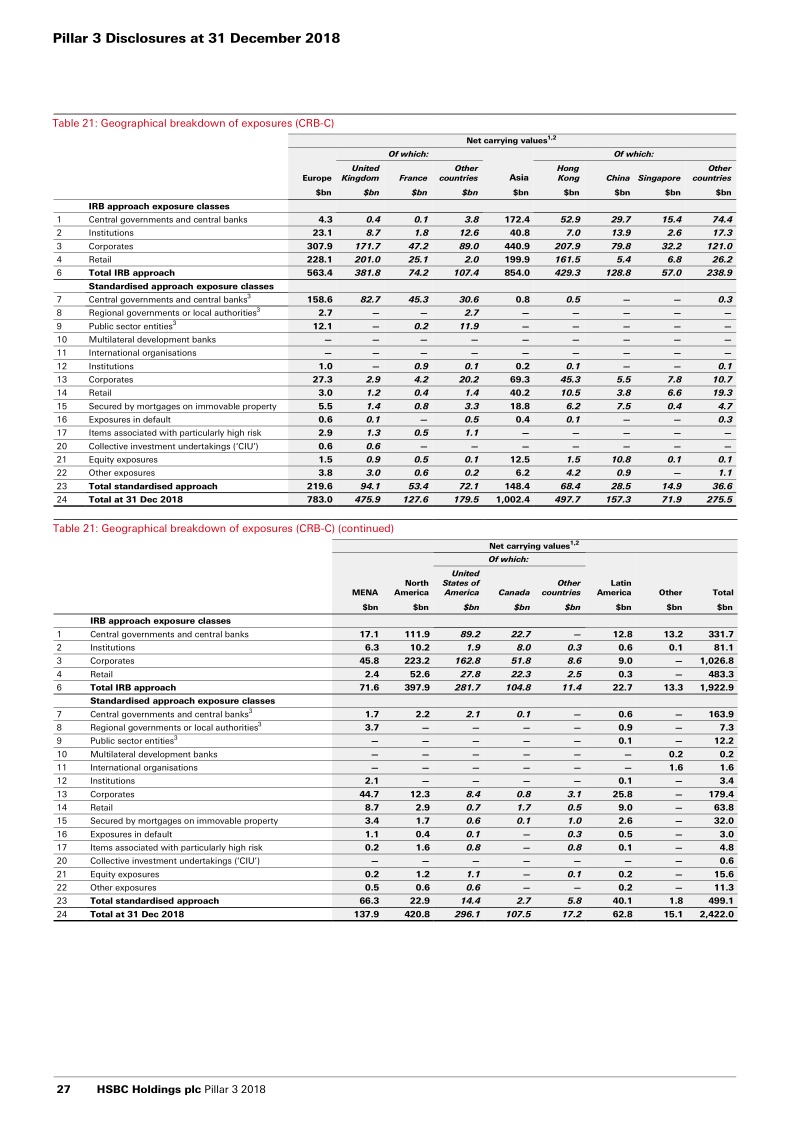 Pillar 3 Disclosures at 31 December 2018
Table 21: Geographical breakdown of exposures (CRB-C)
Net carrying values1,2
Of which: Of which:
United Other Hong Other
Europe Kingdom France countries Asia Kong China Singapore countries
$bn $bn $bn $bn $bn $bn $bn $bn $bn
IRB approach exposure classes
1 Central governments and central banks 4.3 0.4 0.1 3.8 172.4 52.9 29.7 15.4 74.4
2 Institutions 23.1 8.7 1.8 12.6 40.8 7.0 13.9 2.6 17.3
3 Corporates 307.9 171.7 47.2 89.0 440.9 207.9 79.8 32.2 121.0
4 Retail 228.1 201.0 25.1 2.0 199.9 161.5 5.4 6.8 26.2
6 Total IRB approach 563.4 381.8 74.2 107.4 854.0 429.3 128.8 57.0 238.9
Standardised approach exposure classes
7 Central governments and central banks3 158.6 82.7 45.3 30.6 0.8 0.5 — — 0.3
8 Regional governments or local authorities3 2.7 — — 2.7 — — — — —
9 Public sector entities3 12.1 — 0.2 11.9 — — — — —
10 Multilateral development banks — — — — — — — — —
11 International organisations — — — — — — — — —
12 Institutions 1.0 — 0.9 0.1 0.2 0.1 — — 0.1
13 Corporates 27.3 2.9 4.2 20.2 69.3 45.3 5.5 7.8 10.7
14 Retail 3.0 1.2 0.4 1.4 40.2 10.5 3.8 6.6 19.3
15 Secured by mortgages on immovable property 5.5 1.4 0.8 3.3 18.8 6.2 7.5 0.4 4.7
16 Exposures in default 0.6 0.1 — 0.5 0.4 0.1 — — 0.3
17 Items associated with particularly high risk 2.9 1.3 0.5 1.1 — — — — —
20 Collective investment undertakings (‘CIU’) 0.6 0.6 — — — — — — —
21 Equity exposures 1.5 0.9 0.5 0.1 12.5 1.5 10.8 0.1 0.1
22 Other exposures 3.8 3.0 0.6 0.2 6.2 4.2 0.9 — 1.1
23 Total standardised approach 219.6 94.1 53.4 72.1 148.4 68.4 28.5 14.9 36.6
24 Total at 31 Dec 2018 783.0 475.9 127.6 179.5 1,002.4 497.7 157.3 71.9 275.5
Table 21: Geographical breakdown of exposures (CRB-C) (continued)
Net carrying values1,2
Of which:
United
North States of Other Latin
MENA America America Canada countries America Other Total
$bn $bn $bn $bn $bn $bn $bn $bn
IRB approach exposure classes
1 Central governments and central banks 17.1 111.9 89.2 22.7 — 12.8 13.2 331.7
2 Institutions 6.3 10.2 1.9 8.0 0.3 0.6 0.1 81.1
3 Corporates 45.8 223.2 162.8 51.8 8.6 9.0 — 1,026.8
4 Retail 2.4 52.6 27.8 22.3 2.5 0.3 — 483.3
6 Total IRB approach 71.6 397.9 281.7 104.8 11.4 22.7 13.3 1,922.9
Standardised approach exposure classes
7 Central governments and central banks3 1.7 2.2 2.1 0.1 — 0.6 — 163.9
8 Regional governments or local authorities3 3.7 — — — — 0.9 — 7.3
9 Public sector entities3 — — — — — 0.1 — 12.2
10 Multilateral development banks — — — — — — 0.2 0.2
11 International organisations — — — — — — 1.6 1.6
12 Institutions 2.1 — — — — 0.1 — 3.4
13 Corporates 44.7 12.3 8.4 0.8 3.1 25.8 — 179.4
14 Retail 8.7 2.9 0.7 1.7 0.5 9.0 — 63.8
15 Secured by mortgages on immovable property 3.4 1.7 0.6 0.1 1.0 2.6 — 32.0
16 Exposures in default 1.1 0.4 0.1 — 0.3 0.5 — 3.0
17 Items associated with particularly high risk 0.2 1.6 0.8 — 0.8 0.1 — 4.8
20 Collective investment undertakings (‘CIU’) — — — — — — — 0.6
21 Equity exposures 0.2 1.2 1.1 — 0.1 0.2 — 15.6
22 Other exposures 0.5 0.6 0.6 — — 0.2 — 11.3
23 Total standardised approach 66.3 22.9 14.4 2.7 5.8 40.1 1.8 499.1
24 Total at 31 Dec 2018 137.9 420.8 296.1 107.5 17.2 62.8 15.1 2,422.0
27 HSBC Holdings plc Pillar 3 2018